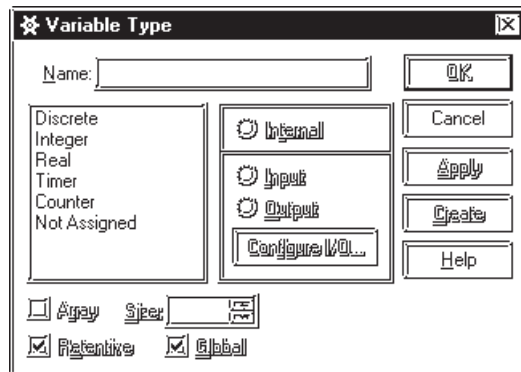 Variable Type
Name:
OK
Discrete
Integer
Real
Timer
Counter
Not Assigned
Internal
Input
Output
Configure I/O...
Cancel
Apply
Create
Help
Array Size:
Retentive Global